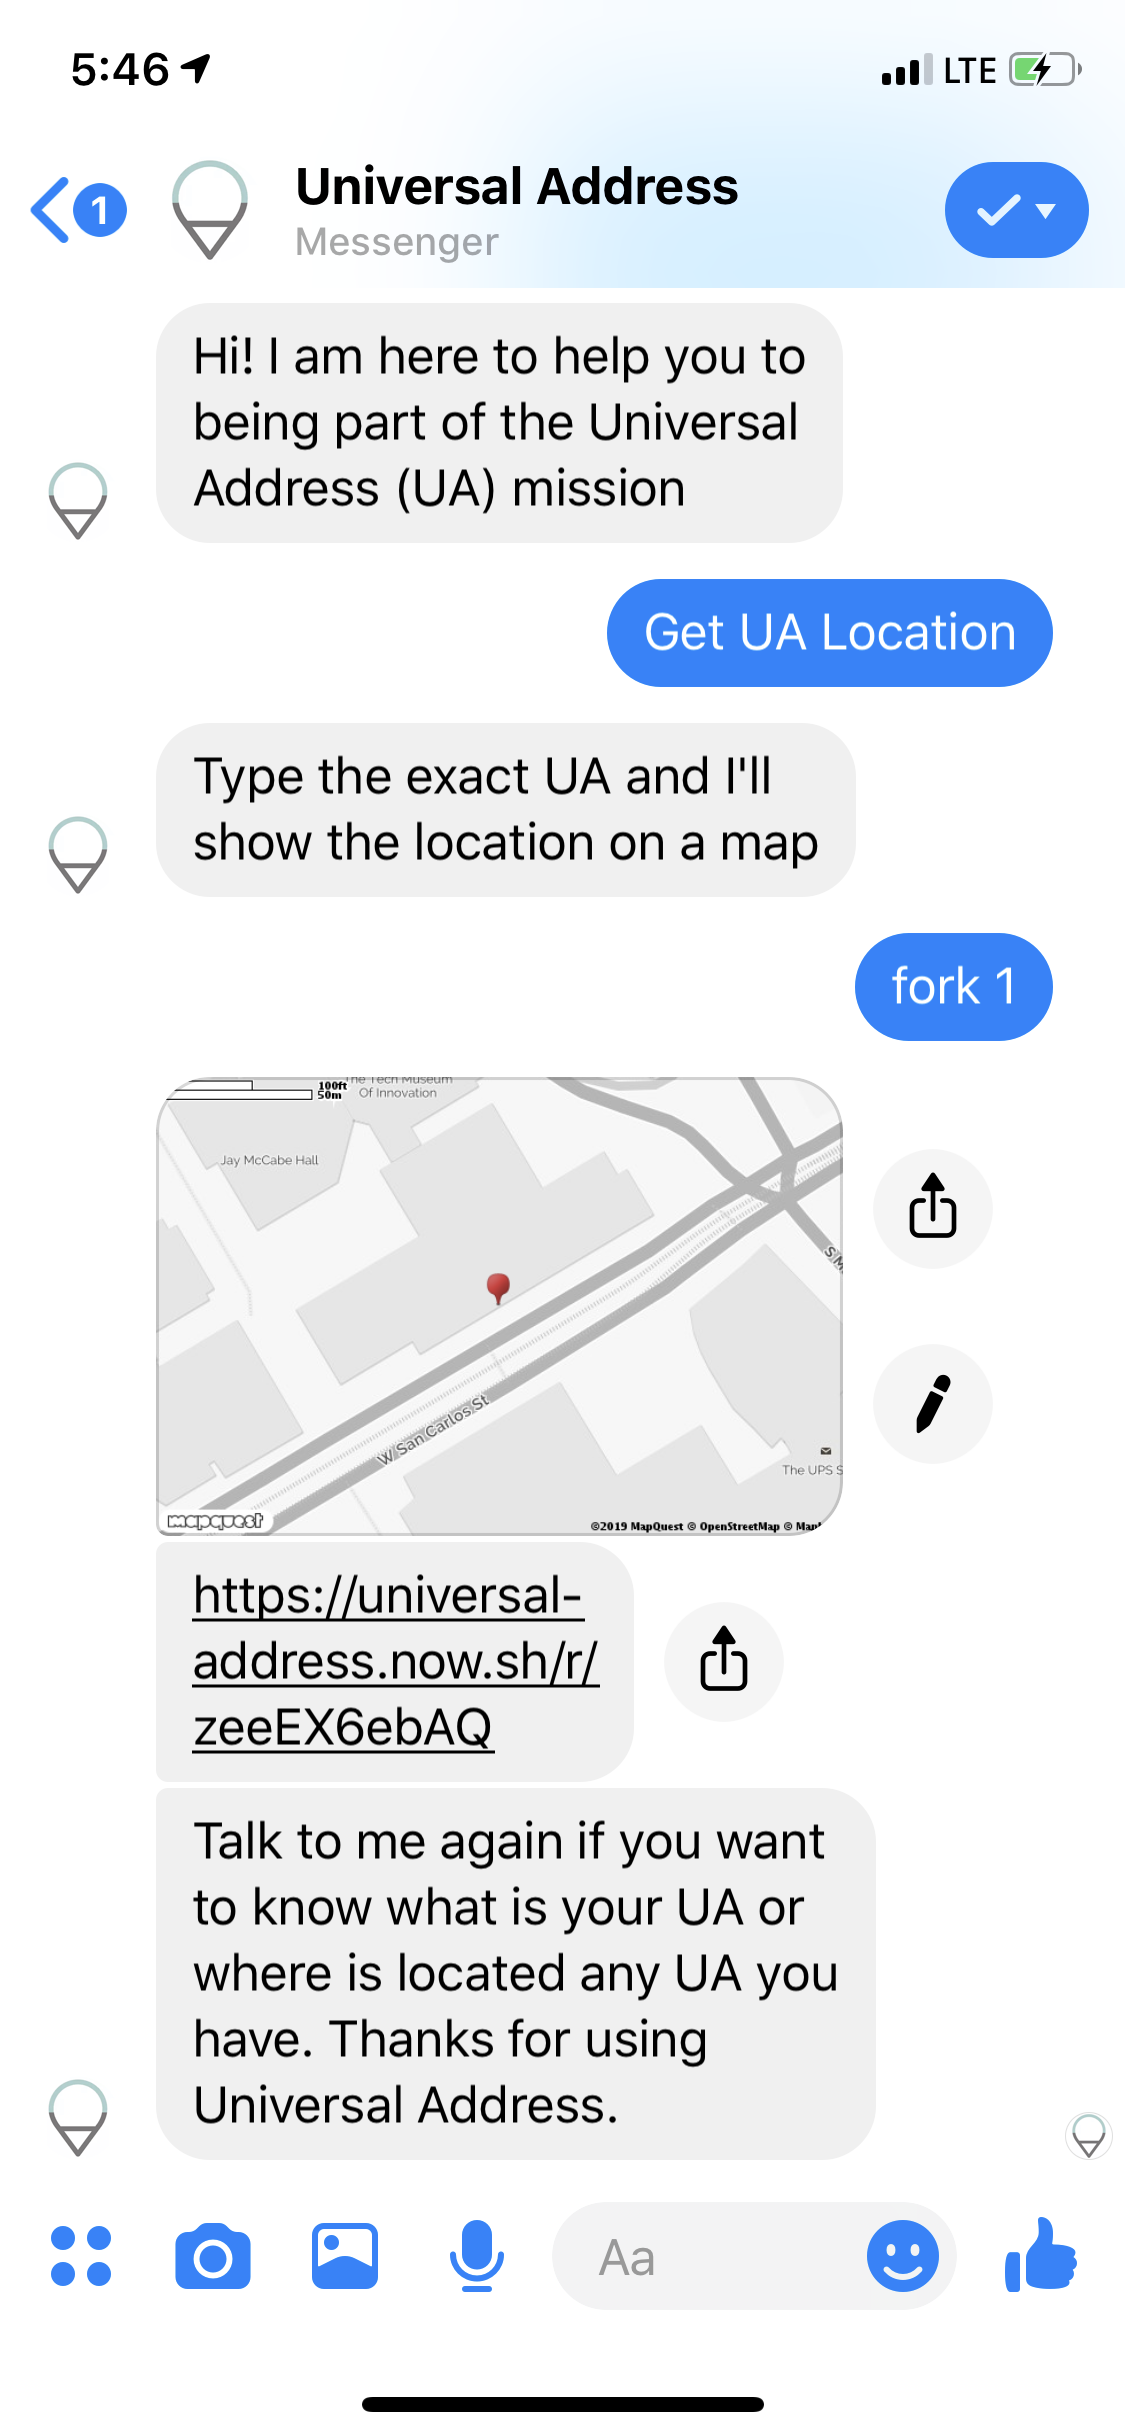 5:46
LTE
1
Universal Address
Messenger
Hi! I am here to help you to
being part of the Universal
Address (UA) mission
Get UA Location
Type the exact UA and I'll
show the location on a map
fork 1
100ft
50m
The Tech Museum
Of Innovation
Jay McCabe Hall
S M
W San Carlos St
The UPS S
mapquest
©2019 MapQuest © OpenStreetMap © Map
https://universal-
address.now.sh/r/
zeeEX6ebAQ
Talk to me again if you want
to know what is your UA or
where is located any UA you
have. Thanks for using
Universal Address.
Aa